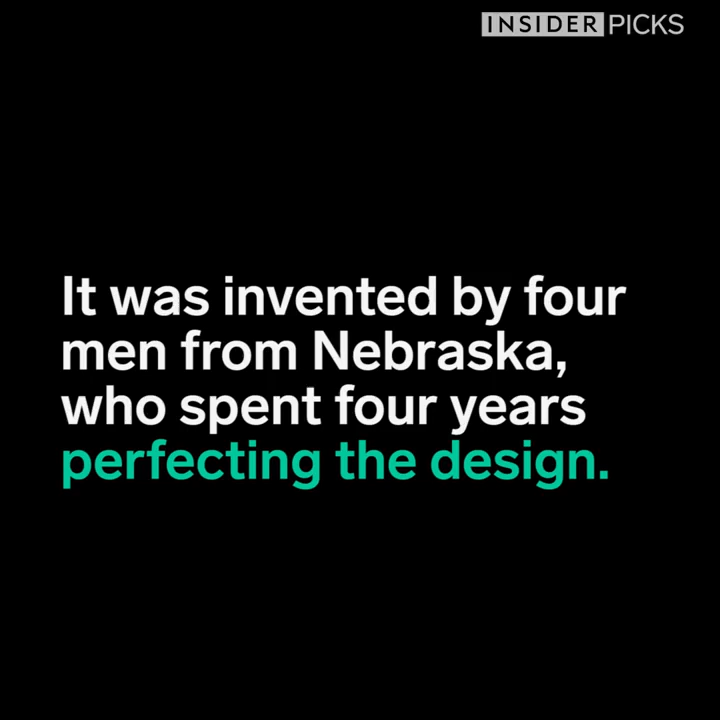 INSIDER PICKS
It was invented by four
men from Nebraska,
who spent four years
perfecting the design.